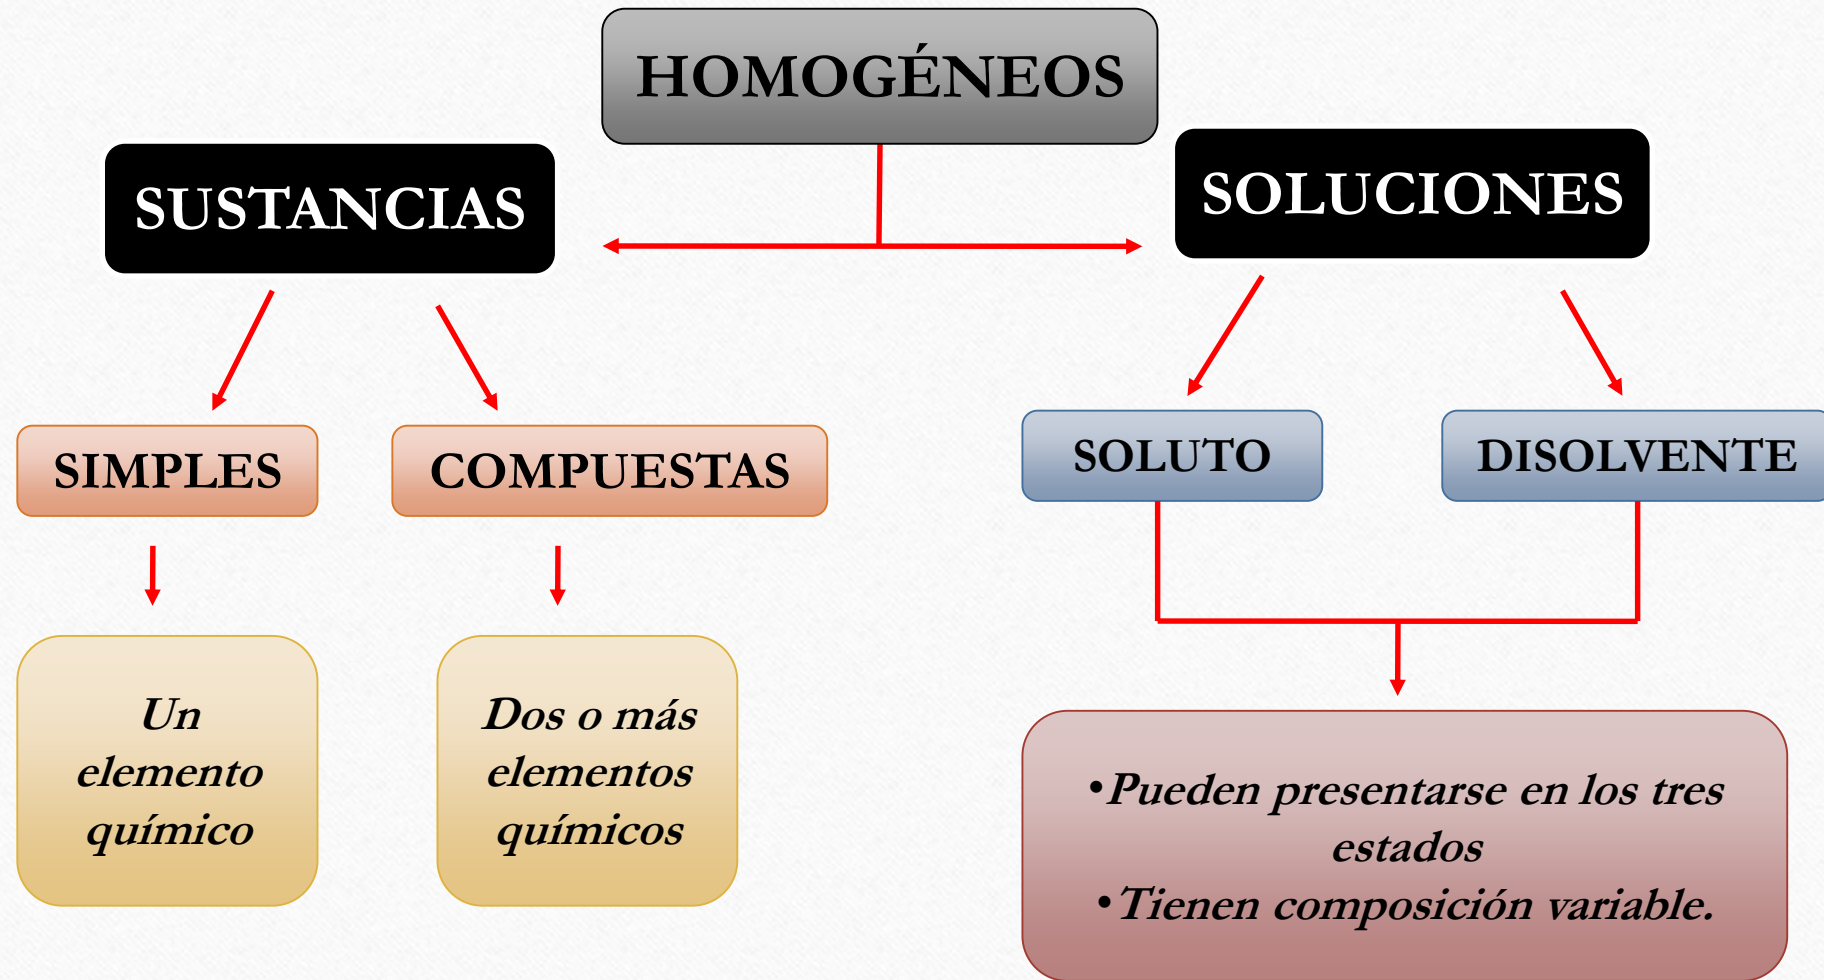 HOMOGÉNEOS
SUSTANCIAS
SOLUCIONES
SIMPLES
COMPUESTAS
SOLUTO
DISOLVENTE
Un
elemento
químico
Dos o más
elementos
químicos
•Pueden presentarse en los tres
estados
•Tienen composición variable.